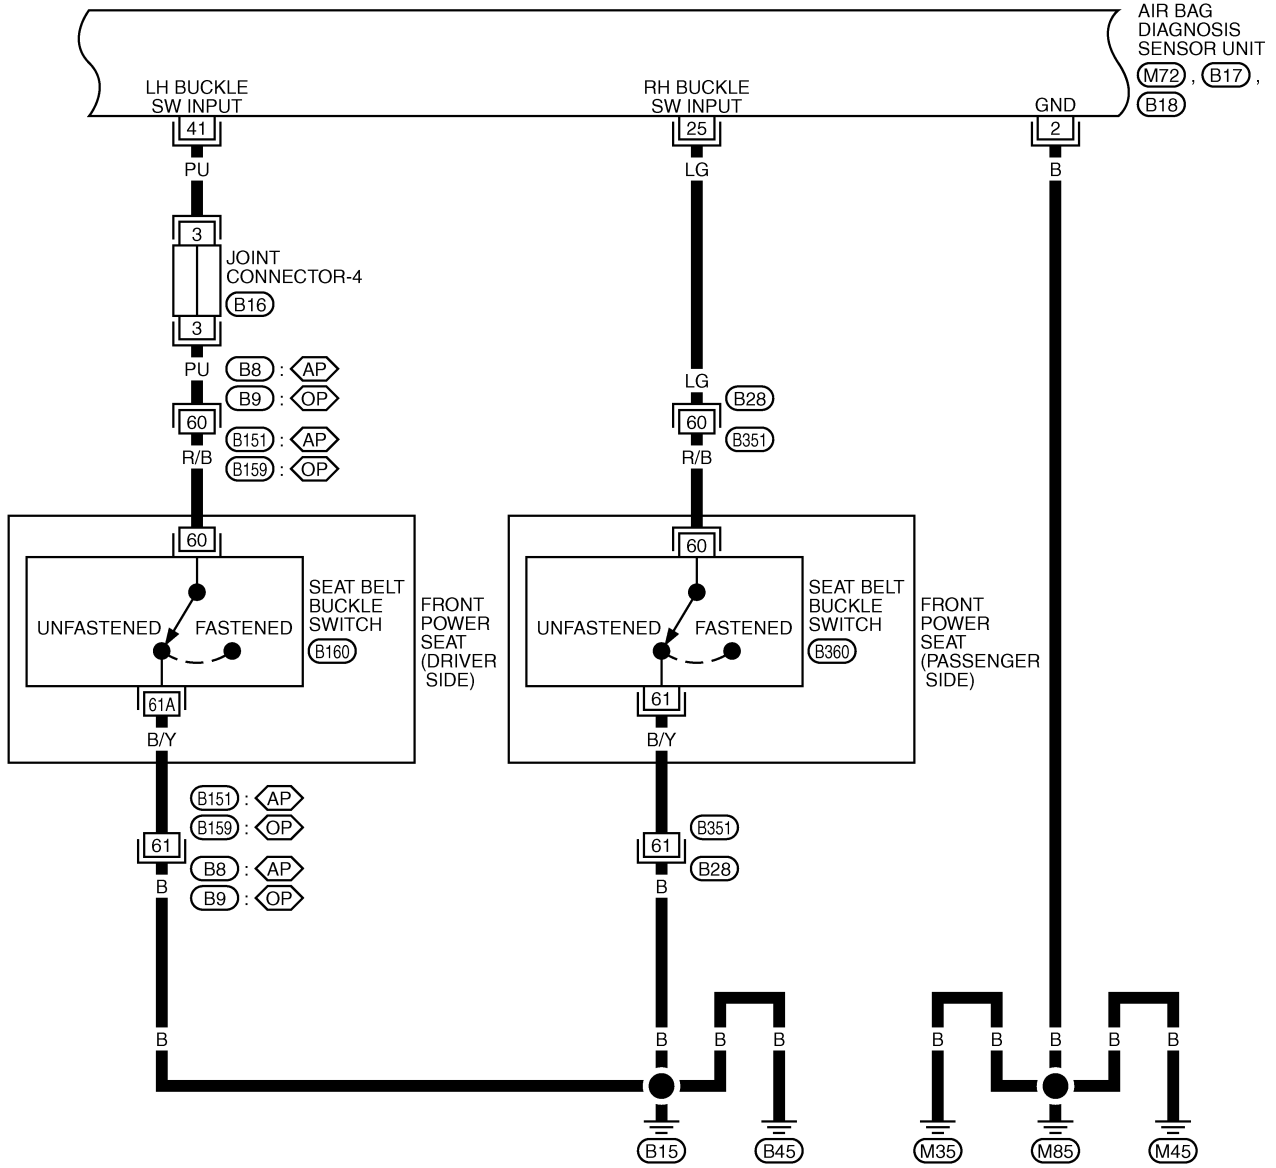 AIR BAG
DIAGNOSIS
SENSOR UNIT
M72 , B17 ,
B18
LH BUCKLE
SW INPUT
RH BUCKLE
SW INPUT
GND
41
25
2
PU
LG
B
3
JOINT
CONNECTOR-4
B16
3
PU
B8 : AP
B9 : OP
LG
B28
60
60
B151 : AP
B351
R/B
B159 : OP
R/B
60
60
UNFASTENED
FASTENED
SEAT BELT
BUCKLE
SWITCH
B160
FRONT
POWER
SEAT
(DRIVER
SIDE)
UNFASTENED
FASTENED
SEAT BELT
BUCKLE
SWITCH
B360
FRONT
POWER
SEAT
(PASSENGER
SIDE)
61A
61
B/Y
B/Y
B151 : AP
B159 : OP
B351
61
61
B8 : AP
B28
B
B9 : OP
B
B
B
B
B
B
B
B
B
B
B15
B45
M35
M85
M45